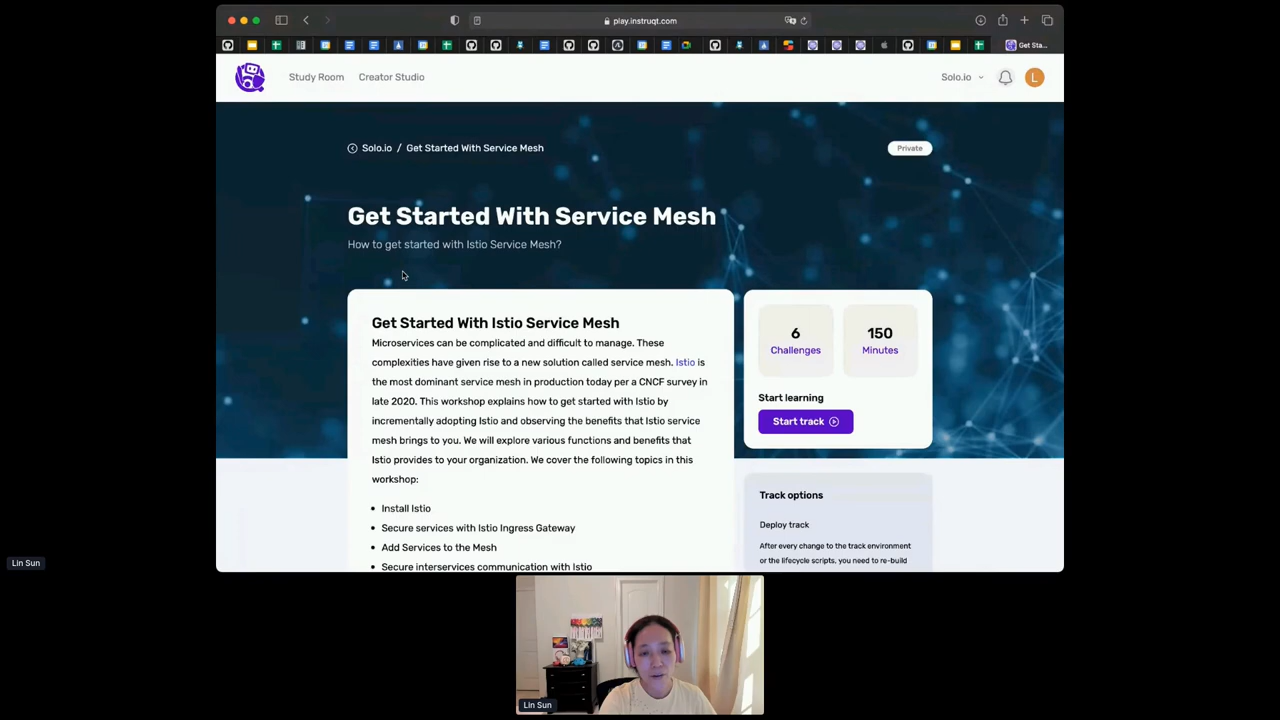 play.instruqt.com
Get Sta...
Study Room
Creator Studio
Solo.io
L
Solo.io / Get Started With Service Mesh
Private
Get Started With Service Mesh
How to get started with Istio Service Mesh?
Get Started With Istio Service Mesh
Microservices can be complicated and difficult to manage. These
complexities have given rise to a new solution called service mesh. Istio is
the most dominant service mesh in production today per a CNCF survey in
late 2020. This workshop explains how to get started with Istio by
incrementally adopting Istio and observing the benefits that Istio service
mesh brings to you. We will explore various functions and benefits that
Istio provides to your organization. We cover the following topics in this
workshop:
• Install Istio
• Secure services with Istio Ingress Gateway
• Add Services to the Mesh
• Secure interservices communication with Istio
6
Challenges
150
Minutes
Start learning
Start track
Track options
Deploy track
After every change to the track environment
or the lifecycle scripts, you need to re-build
Lin Sun
Lin Sun